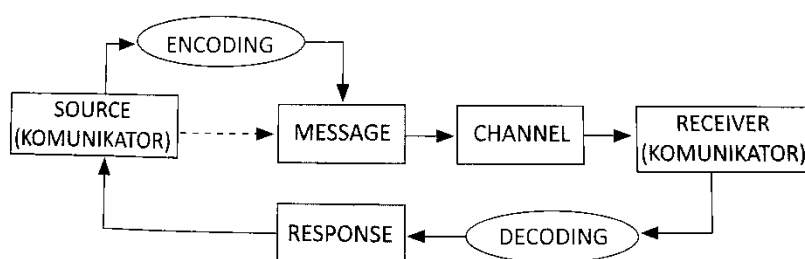 ENCODING
SOURCE
(KOMUNIKATOR)
MESSAGE
CHANNEL
RECEIVER
(KOMUNIKATOR)
RESPONSE
DECODING